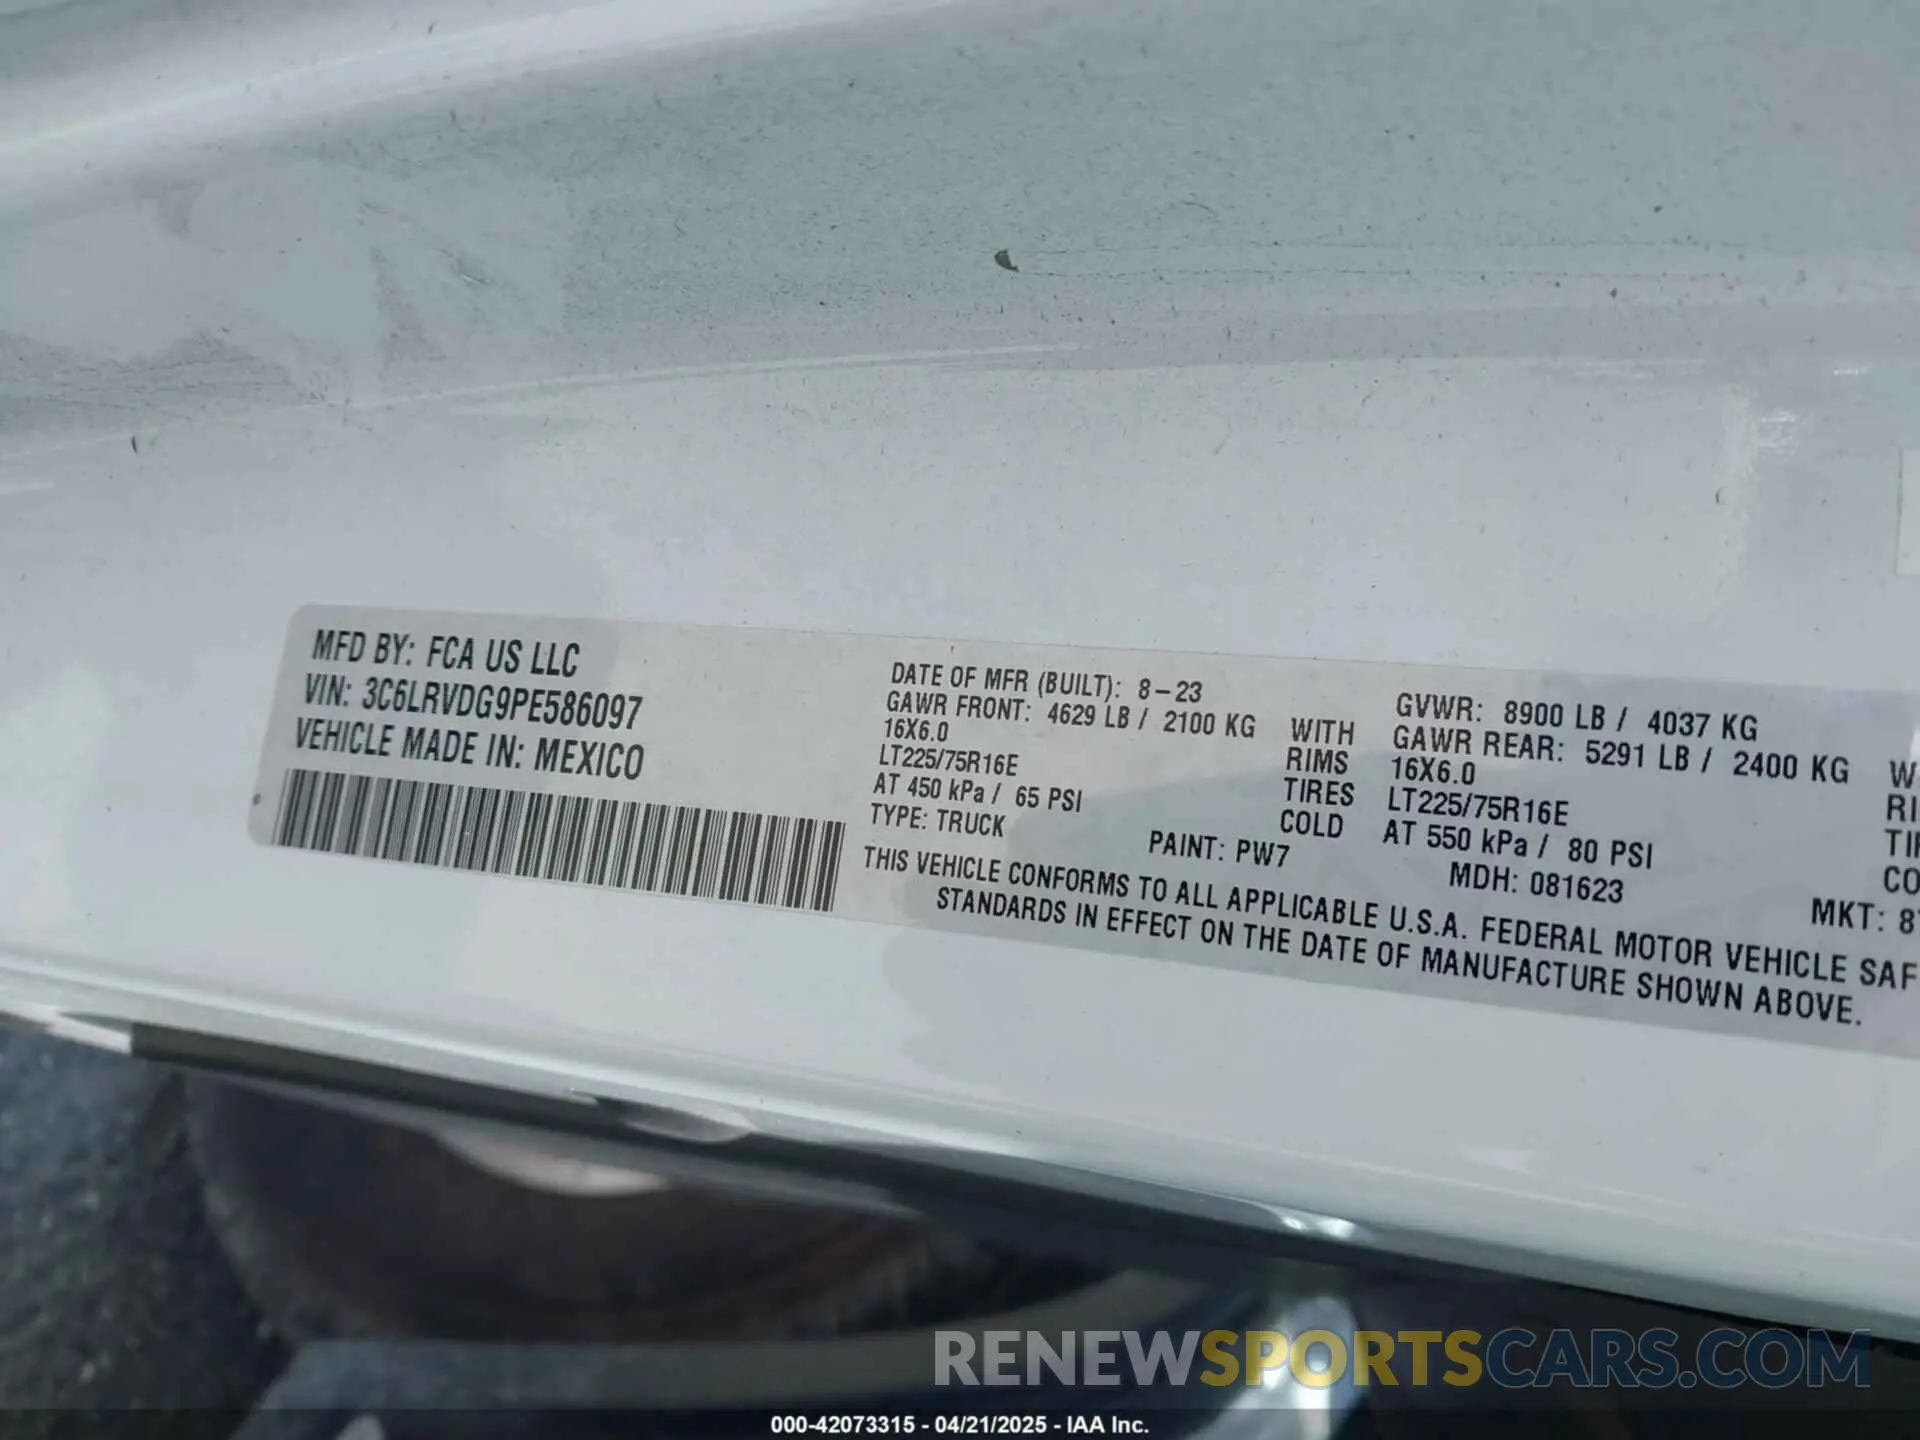 MFD BY: FCA US LLC
VIN: 3C6LRVDG9PE586097
VEHICLE MADE IN: MEXICO
DATE OF MFR (BUILT): 8-23 GVWR: 8900 LB / 4037 KG
GAWR FRONT: 4629 LB / 2100 KG WITH GAWR REAR: 5291 LB / 2400 KG
16X6.0 RIMS 16X6.0
LT225/75R16E TIRES LT225/75R16E
AT 450 kPa / 65 PSI COLD AT 550 kPa / 80 PSI
TYPE: TRUCK PAINT: PW7 MDH: 081623 MKT:
THIS VEHICLE CONFORMS TO ALL APPLICABLE U.S.A. FEDERAL MOTOR VEHICLE SAF
STANDARDS IN EFFECT ON THE DATE OF MANUFACTURE SHOWN ABOVE.
RENEWSPORTSCARS.COM
000-42073315 - 04/21/2025 - IAA Inc.